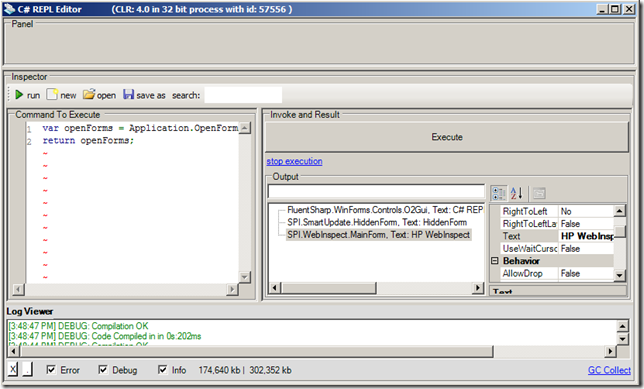 C# REPL Editor (CLR: 4.0 in 32 bit process with id: 57556 )
Panel
Inspector
run new open save as search:
Command To Execute
1 var openForms = Application.OpenForm
2 return openForms;
~
~
~
~
~
~
~
~
~
~
Invoke and Result
Execute
stop execution
Output
FluentSharp.WinForms.Controls.O2Gui, Text: C# REPL
SPI.SmartUpdate.HiddenForm, Text: HiddenForm
SPI.WebInspect.MainForm, Text: HP WebInspect
RightToLeft No
RightToLeftLa False
Text HP WebInsp
UseWaitCurso False
Behavior
AllowDrop False
Text
Log Viewer
[3:48:47 PM] DEBUG: Compilation OK
[3:48:47 PM] DEBUG: Code Compiled in in 0s:202ms
[3:48:44 PM] DEBUG: Compilation OK
X . Error Debug Info 174,640 kb | 302,352 kb GC Collect